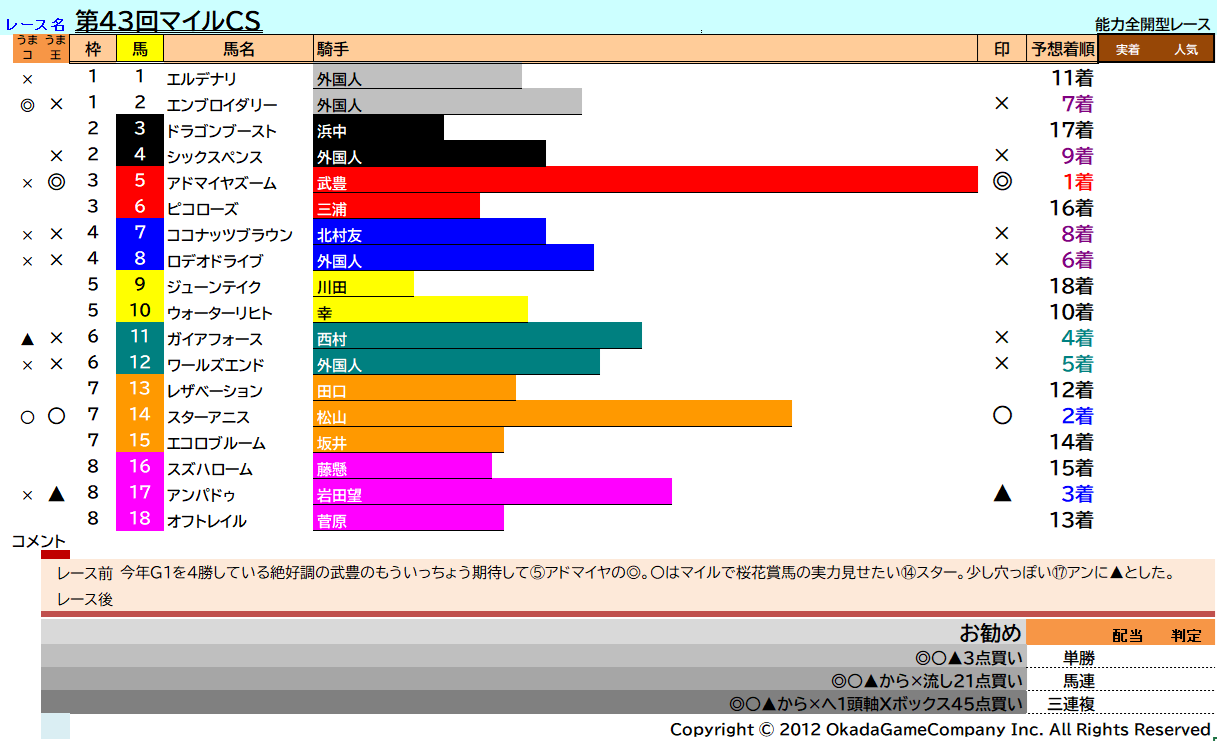 レース名 第43回マイルCS 能力全開型レース
うまコ うま王 枠 馬 馬名 騎手 印 予想着順 実着 人気
× 1 1 エルデナリ 外国人 11着
◎ × 1 2 エンブロイダリー 外国人 × 7着
2 3 ドラゴンブースト 浜中 17着
× 2 4 シックスペンス 外国人 × 9着
× ◎ 3 5 アドマイヤズーム 武豊 ◎ 1着
3 6 ピコローズ 三浦 16着
× × 4 7 ココナッツブラウン 北村友 × 8着
× × 4 8 ロデオドライブ 外国人 × 6着
5 9 ジューンテイク 川田 18着
5 10 ウォーターリヒト 幸 10着
▲ × 6 11 ガイアフォース 西村 × 4着
× × 6 12 ワールズエンド 外国人 × 5着
7 13 レザベーション 田口 12着
○ ○ 7 14 スターアニス 松山 ○ 2着
7 15 エコロブルーム 坂井 14着
8 16 スズハローム 藤懸 15着
× ▲ 8 17 アンパドゥ 岩田望 ▲ 3着
8 18 オフトレイル 菅原 13着
コメント
レース前 今年G1を4勝している絶好調の武豊のもういっちょう期待して⑤アドマイヤの◎。○はマイルで桜花賞馬の実力見せたい⑭スター。少し穴っぽい⑰アンに▲とした。
レース後
お勧め 配当 判定
◎○▲3点買い 単勝
◎○▲から×流し21点買い 馬連
◎○▲から×へ1頭軸Xボックス45点買い 三連複
Copyright © 2012 OkadaGameCompany Inc. All Rights Reserved